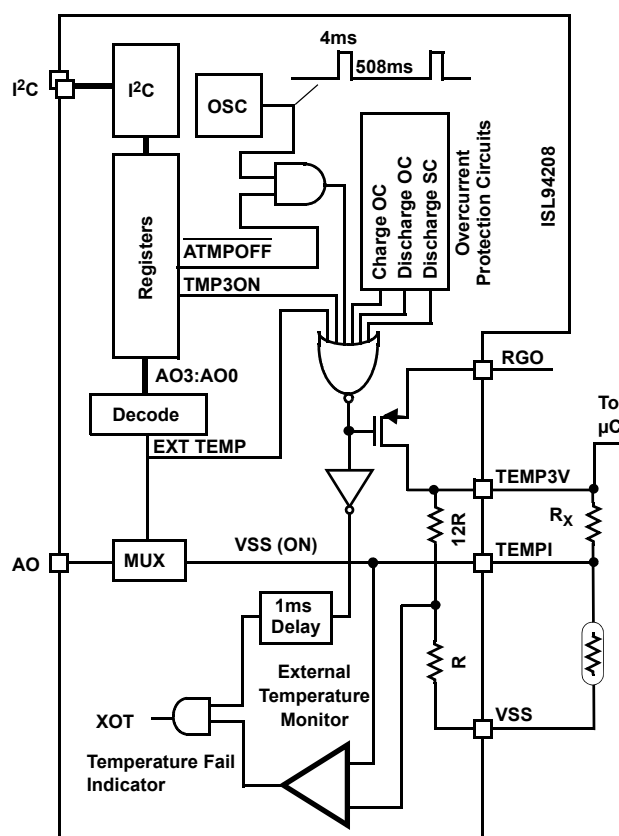 4ms
508ms
I²C
I²C
OSC
Charge OC
Discharge OC
Discharge SC
Overcurrent
Protection Circuits
ISL94208
Registers
ATMPOFF
TMP3ON
AO3:AO0
RGO
Decode
To
µC
EXT TEMP
TEMP3V
12R
RX
AO
MUX
VSS (ON)
TEMPI
1ms
Delay
R
External
Temperature
Monitor
XOT
VSS
Temperature Fail
Indicator